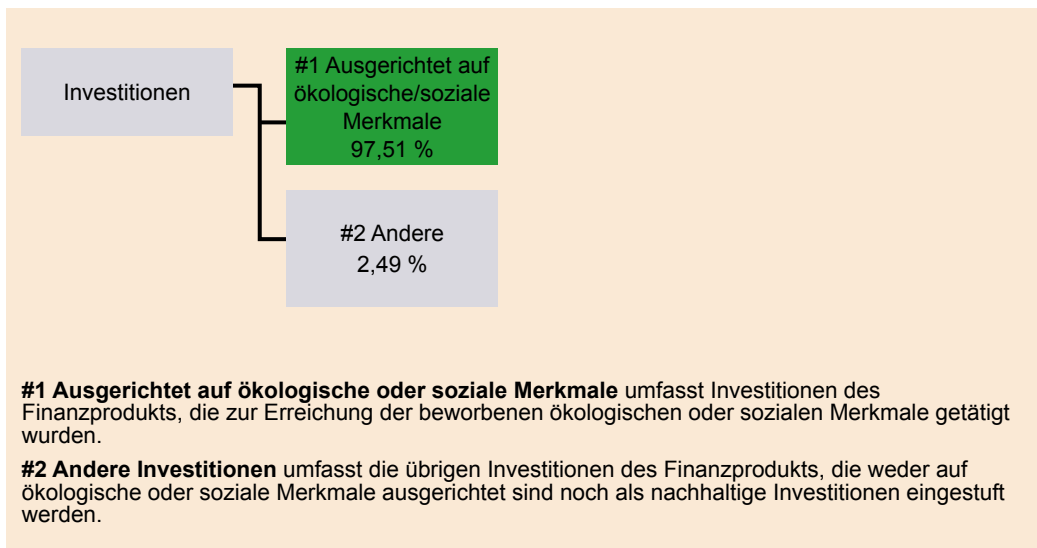 Investitionen
#1 Ausgerichtet auf
ökologische/soziale
Merkmale
97,51 %
#2 Andere
2,49 %
#1 Ausgerichtet auf ökologische oder soziale Merkmale umfasst Investitionen des
Finanzprodukts, die zur Erreichung der beworbenen ökologischen oder sozialen Merkmale getätigt
wurden.
#2 Andere Investitionen umfasst die übrigen Investitionen des Finanzprodukts, die weder auf
ökologische oder soziale Merkmale ausgerichtet sind noch als nachhaltige Investitionen eingestuft
werden.